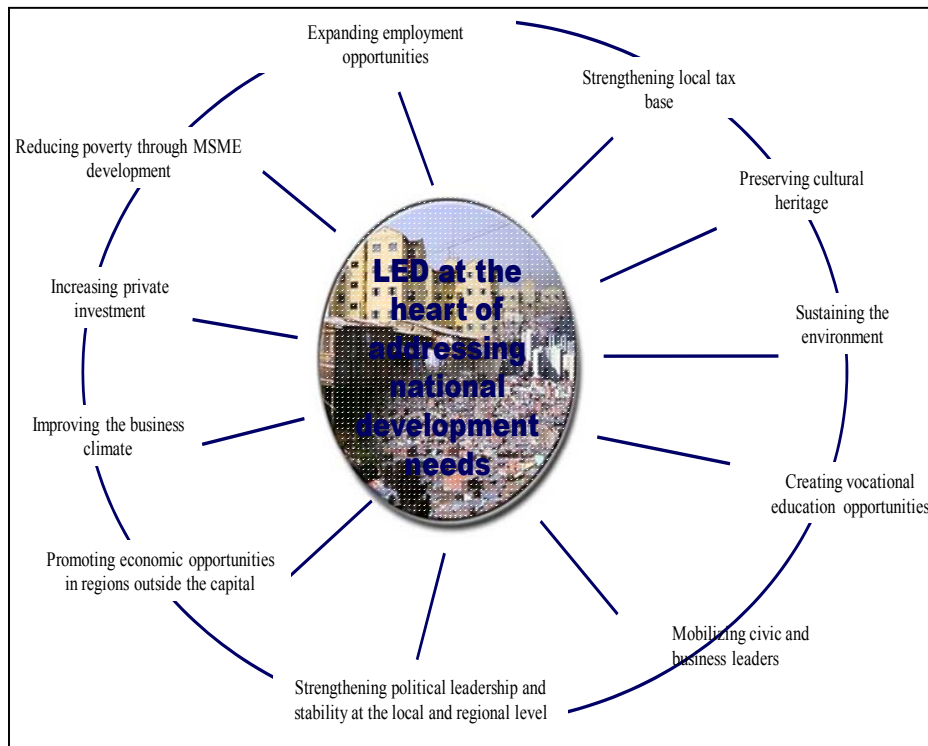 Expanding employment
opportunities
Strengthening local tax
base
Preserving cultural
heritage
Sustaining the
environment
Creating vocational
education opportunities
Mobilizing civic and
business leaders
Strengthening political leadership and
stability at the local and regional level
Promoting economic opportunities
in regions outside the capital
Improving the business
climate
Increasing private
investment
Reducing poverty through MSME
development
LED at the
heart of
addressing
national
development
needs